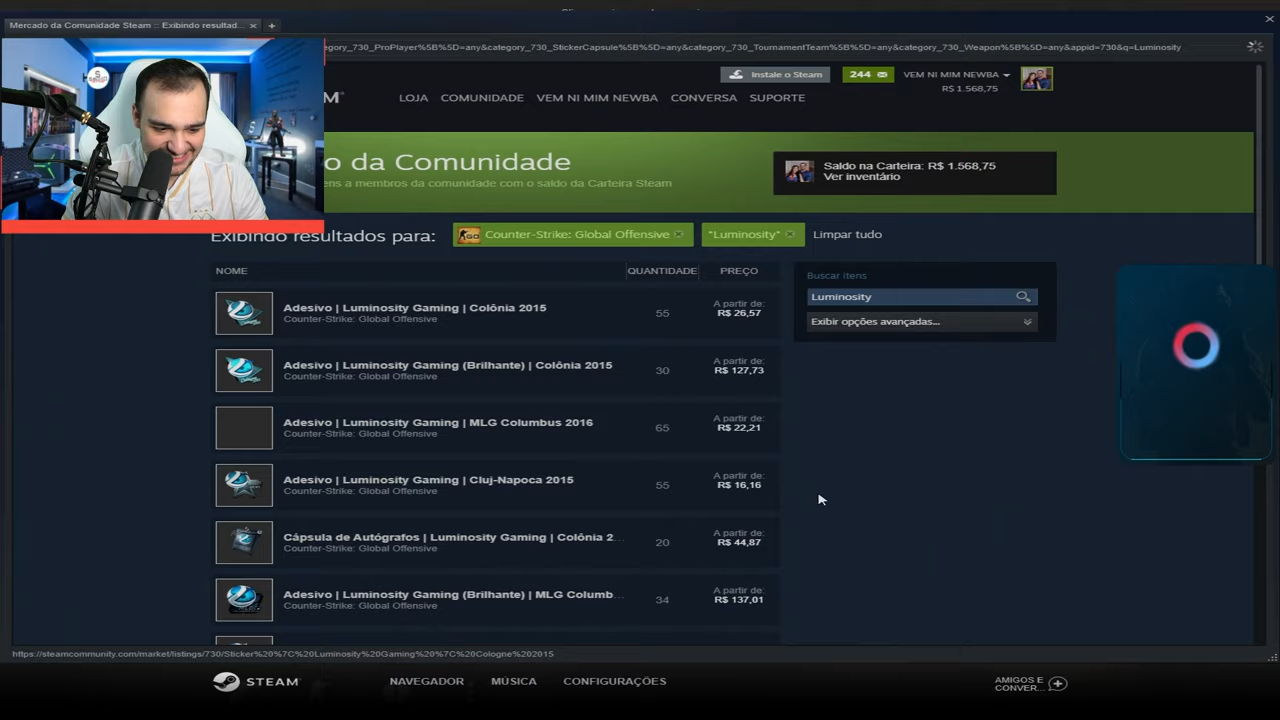 Mercado da Comunidade Steam :: Exibindo resultad...
tegory_730_ProPlayer%5B%5D=any&category_730_StickerCapsule%5B%5D=any&category_730_TournamentTeam%5B%5D=any&category_730_Weapon%5B%5D=any&appid=730&q=Luminosity
Instale o Steam
244
VEM NI MIM NEWBA
R$ 1.568,75
M®
LOJA COMUNIDADE VEM NI MIM NEWBA CONVERSA SUPORTE
o da Comunidade
ens a membros da comunidade com o saldo da Carteira Steam
Saldo na Carteira: R$ 1.568,75
Ver inventário
Exibindo resultados para:
Counter-Strike: Global Offensive
"Luminosity"
Limpar tudo
NOME QUANTIDADE PREÇO
Buscar itens
Luminosity
Exibir opções avançadas...
Adesivo | Luminosity Gaming | Colônia 2015
Counter-Strike: Global Offensive
55
A partir de:
R$ 26,57
Adesivo | Luminosity Gaming (Brilhante) | Colônia 2015
Counter-Strike: Global Offensive
30
A partir de:
R$ 127,73
Adesivo | Luminosity Gaming | MLG Columbus 2016
Counter-Strike: Global Offensive
65
A partir de:
R$ 22,21
Adesivo | Luminosity Gaming | Cluj-Napoca 2015
Counter-Strike: Global Offensive
55
A partir de:
R$ 16,16
Cápsula de Autógrafos | Luminosity Gaming | Colônia 2...
Counter-Strike: Global Offensive
20
A partir de:
R$ 44,87
Adesivo | Luminosity Gaming (Brilhante) | MLG Columb...
Counter-Strike: Global Offensive
34
A partir de:
R$ 137,01
https://steamcommunity.com/market/listings/730/Sticker%20%7C%20Luminosity%20Gaming%20%7C%20Cologne%202015
STEAM
NAVEGADOR MÚSICA CONFIGURAÇÕES
AMIGOS E
CONVER...